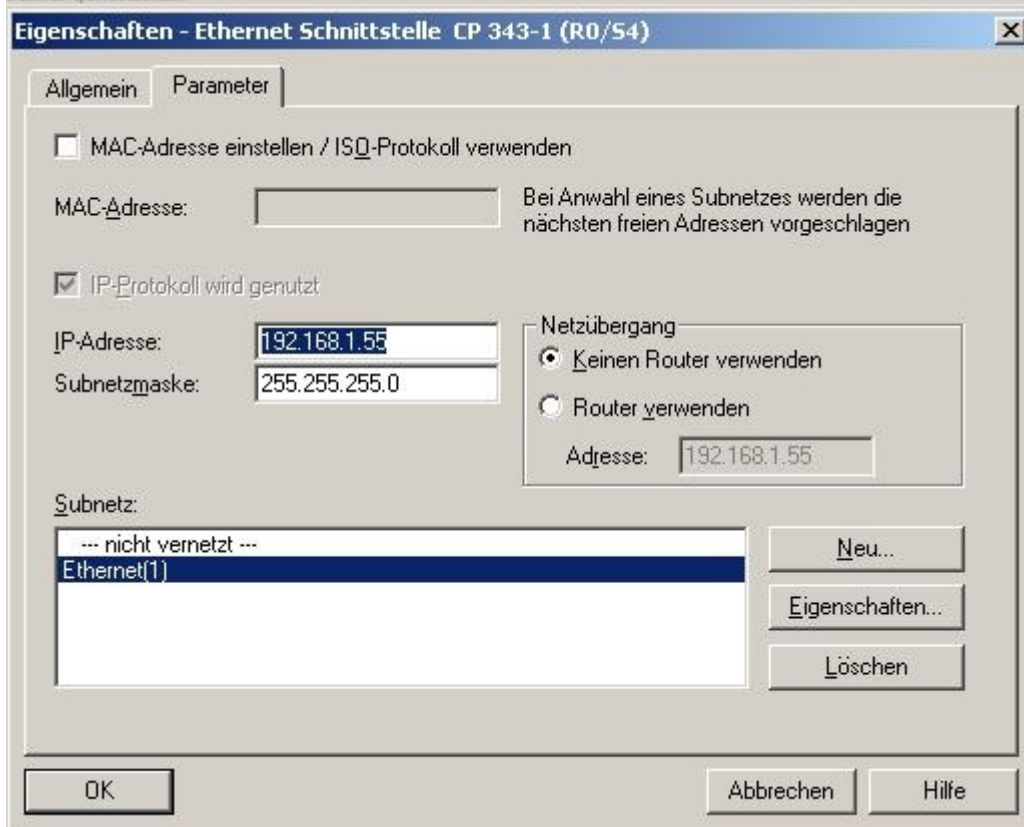 Eigenschaften - Ethernet Schnittstelle CP 343-1 (R0/S4)
Allgemein
Parameter
MAC-Adresse einstellen / ISO-Protokoll verwenden
MAC-Adresse:
Bei Anwahl eines Subnetzes werden die
nächsten freien Adressen vorgeschlagen
IP-Protokoll wird genutzt
IP-Adresse:
192.168.1.55
Subnetzmaske:
255.255.255.0
Netzübergang
Keinen Router verwenden
Router verwenden
Adresse:
192.168.1.55
Subnetz:
--- nicht vernetzt ---
Ethernet(1)
Neu...
Eigenschaften...
Löschen
OK
Abbrechen
Hilfe